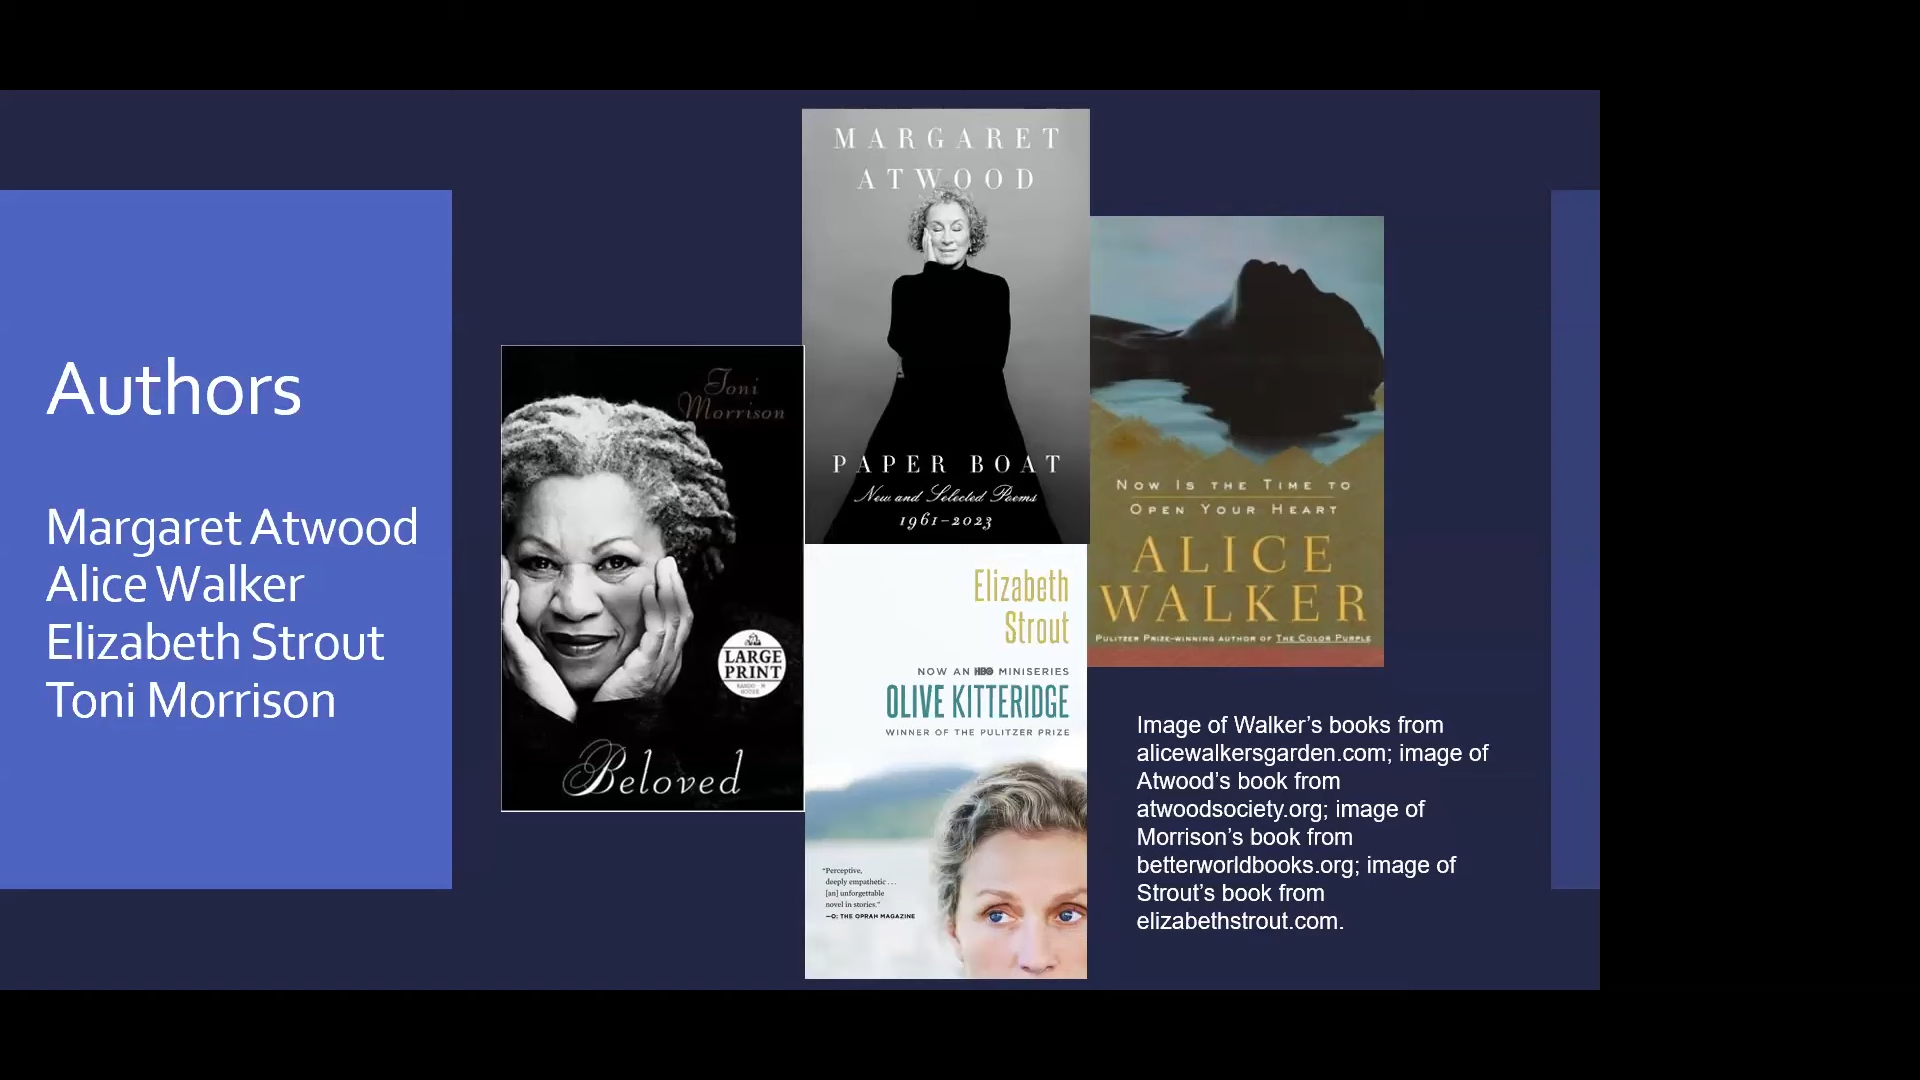 Authors
Margaret Atwood
Alice Walker
Elizabeth Strout
Toni Morrison
Toni
Morrison
LARGE
PRINT
Beloved
MARGARET
ATWOOD
PAPER BOAT
New and Selected Poems
1961–2023
Elizabeth
Strout
NOW AN HBO MINISERIES
OLIVE KITTERIDGE
WINNER OF THE PULITZER PRIZE
“Perceptive,
deeply empathetic . . .
[an] unforgettable
novel in stories.”
—O: THE OPRAH MAGAZINE
NOW IS THE TIME TO
OPEN YOUR HEART
ALICE
WALKER
PULITZER PRIZE–WINNING AUTHOR OF THE COLOR PURPLE
Image of Walker’s books from
alicewalkersgarden.com; image of
Atwood’s book from
atwoodsociety.org; image of
Morrison’s book from
betterworldbooks.org; image of
Strout’s book from
elizabethstrout.com.